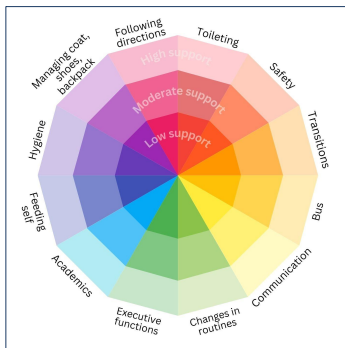 Following
directions
Toileting
Safety
Transitions
Bus
Communication
Changes in
routines
Executive
functions
Academics
Feeding
self
Hygiene
Managing coat,
shoes,
backpack
High support
Moderate support
Low support